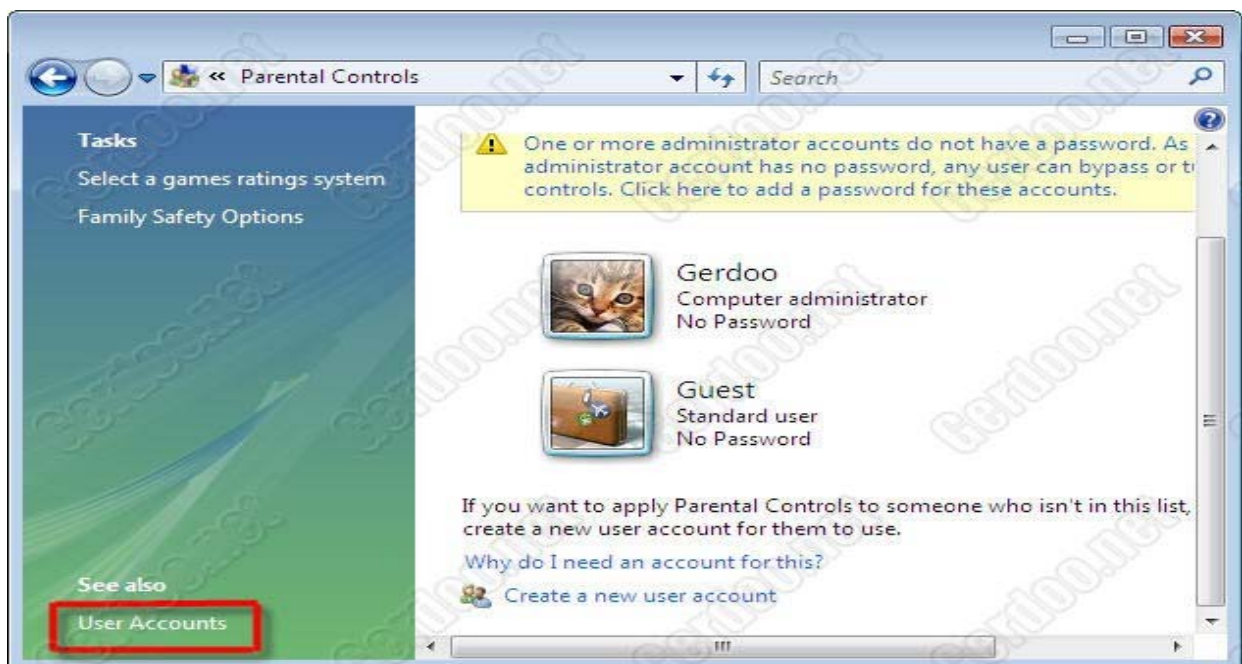 « Parental Controls
Search
Tasks
Select a games ratings system
Family Safety Options
One or more administrator accounts do not have a password. As
administrator account has no password, any user can bypass or
controls. Click here to add a password for these accounts.
Gerdoo
Computer administrator
No Password
Guest
Standard user
No Password
If you want to apply Parental Controls to someone who isn't in this list,
create a new user account for them to use.
Why do I need an account for this?
Create a new user account
See also
User Accounts
Gerdoo.net